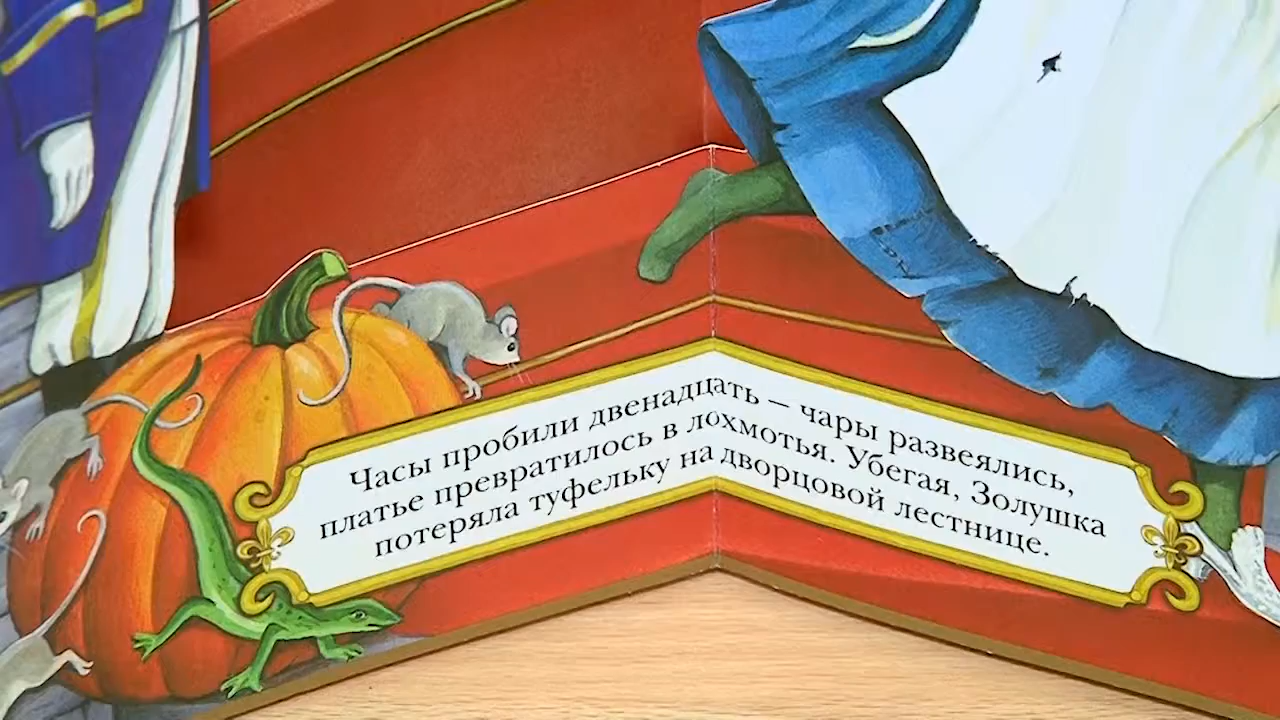 Часы пробили двенадцать – чары развеялись,
платье превратилось в лохмотья. Убегая, Золушка
потеряла туфельку на дворцовой лестнице.